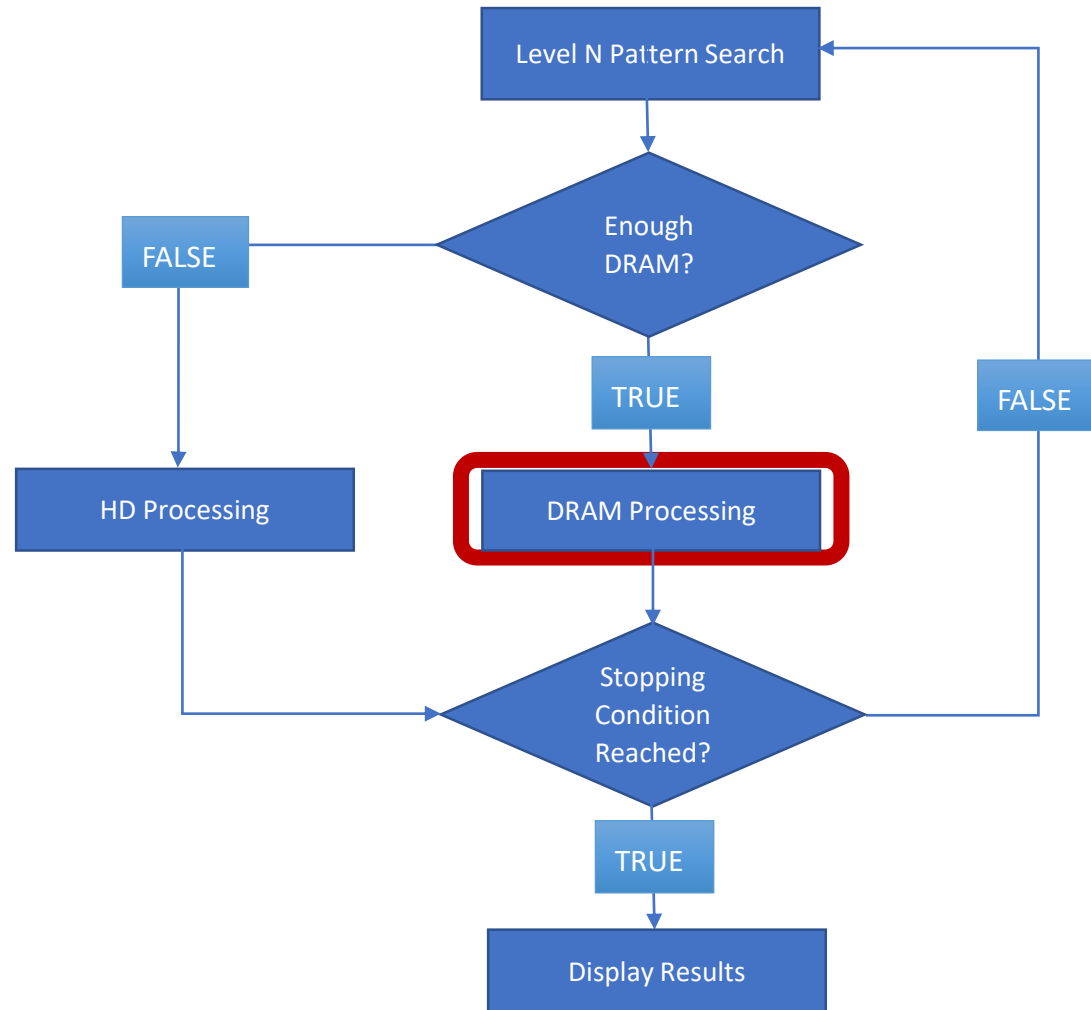 Level N Pattern Search
Enough
DRAM?
FALSE
TRUE
FALSE
HD Processing
DRAM Processing
Stopping
Condition
Reached?
TRUE
Display Results